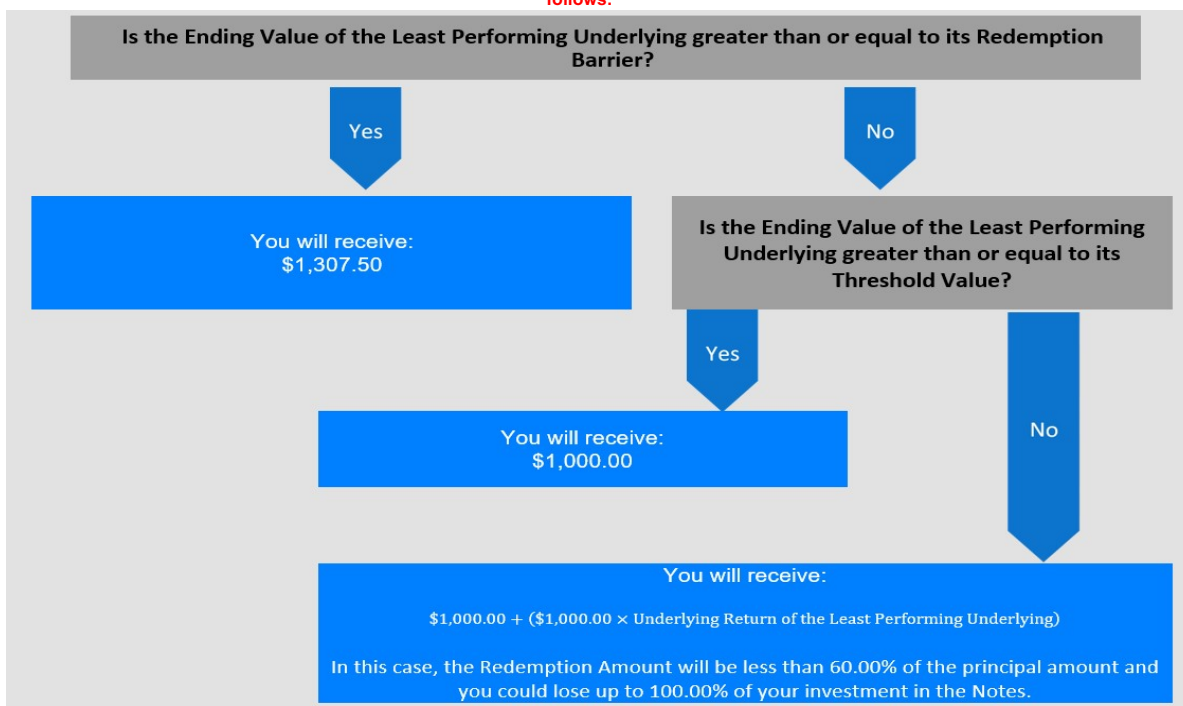 follows:
Is the Ending Value of the Least Performing Underlying greater than or equal to its Redemption
Barrier?
Yes
No
You will receive:
$1,307.50
Is the Ending Value of the Least Performing
Underlying greater than or equal to its
Threshold Value?
Yes
No
You will receive:
$1,000.00
You will receive:
$1,000.00 + ($1,000.00 × Underlying Return of the Least Performing Underlying)
In this case, the Redemption Amount will be less than 60.00% of the principal amount and
you could lose up to 100.00% of your investment in the Notes.